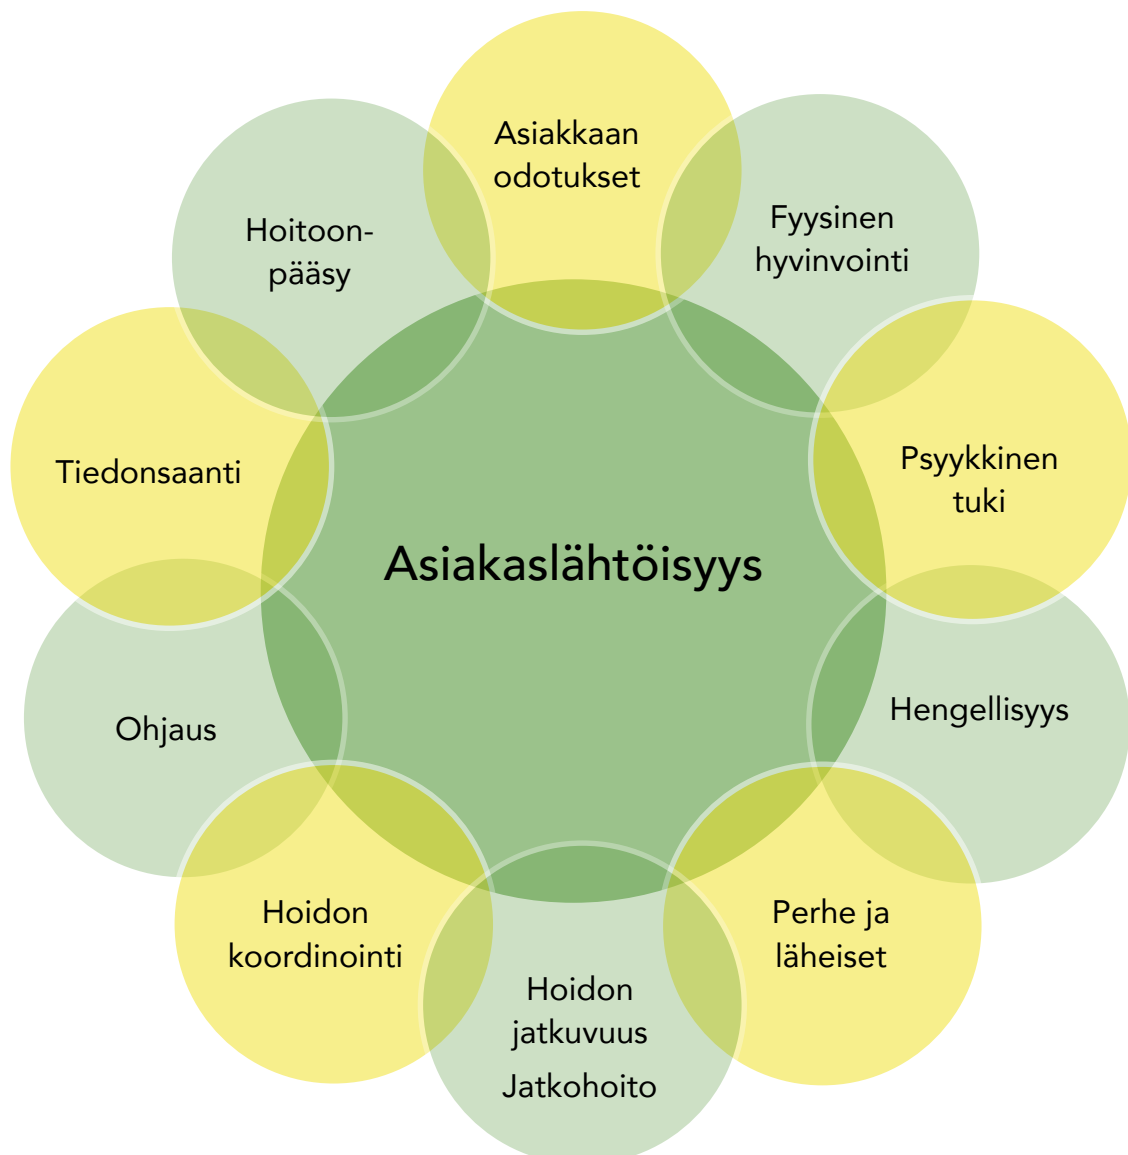 Asiakkaan
odotukset
Fyysinen
hyvinvointi
Psyykkinen
tuki
Hengellisyys
Perhe ja
läheiset
Hoidon
jatkuvuus
Jatkohoito
Hoidon
koordinointi
Ohjaus
Tiedonsaanti
Hoitoon-
pääsy
Asiakaslähtöisyys